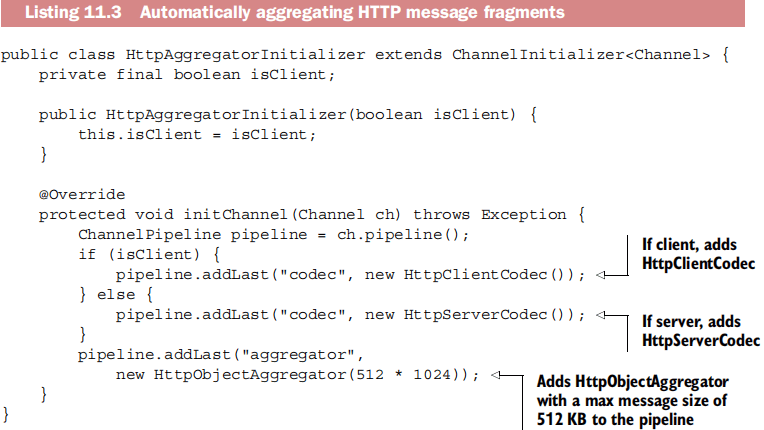 Listing 11.3 Automatically aggregating HTTP message fragments
public class HttpAggregatorInitializer extends ChannelInitializer<Channel> {
    private final boolean isClient;

    public HttpAggregatorInitializer(boolean isClient) {
        this.isClient = isClient;
    }

    @Override
    protected void initChannel(Channel ch) throws Exception {
        ChannelPipeline pipeline = ch.pipeline();
        if (isClient) {
            pipeline.addLast("codec", new HttpClientCodec());
        } else {
            pipeline.addLast("codec", new HttpServerCodec());
        }
        pipeline.addLast("aggregator",
            new HttpObjectAggregator(512 * 1024));
    }
}
If client, adds
HttpClientCodec
If server, adds
HttpServerCodec
Adds HttpObjectAggregator
with a max message size of
512 KB to the pipeline